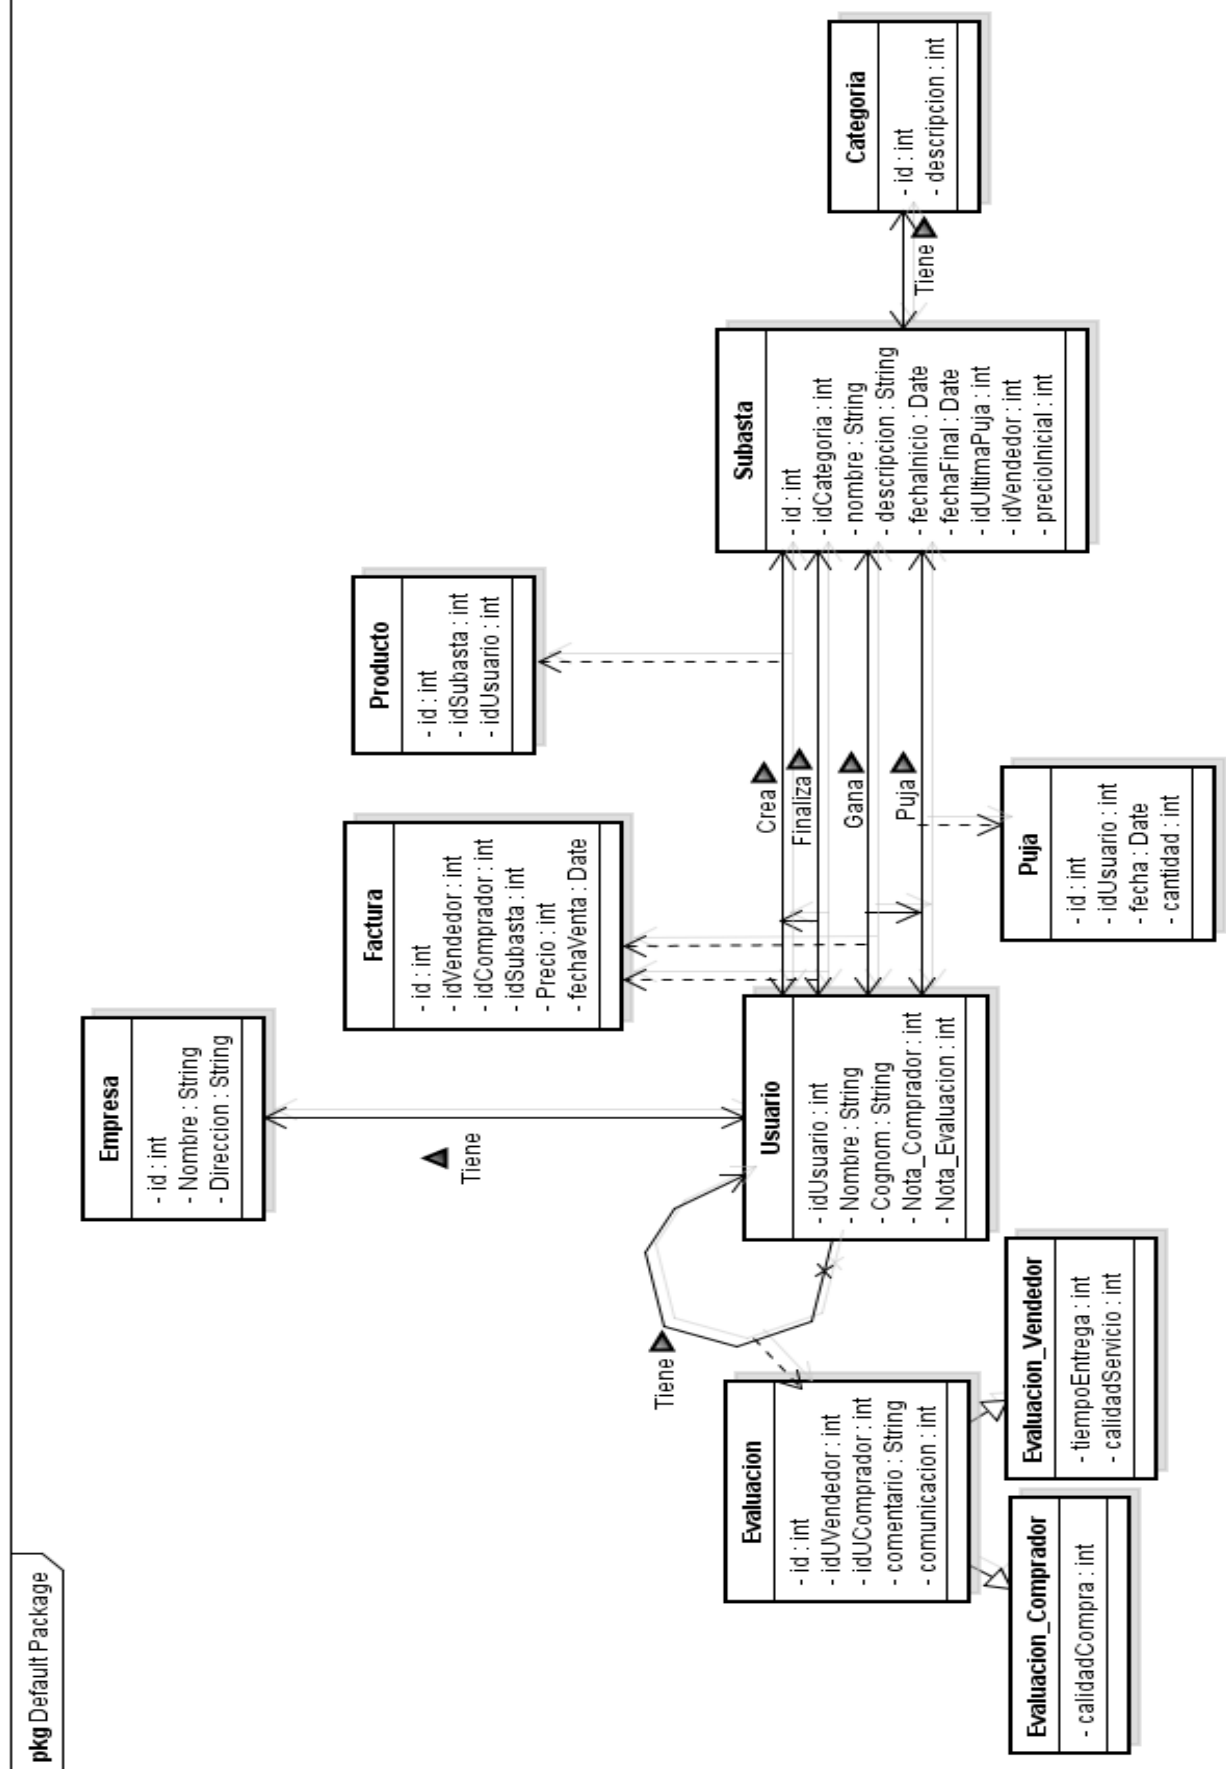 pkg Default Package
Empresa
- id : int
- Nombre : String
- Direccion : String
Tiene
Factura
- id : int
- idVendedor : int
- idComprador : int
- idSubasta : int
- Precio : int
- fechaVenta : Date
Producto
- id : int
- idSubasta : int
- idUsuario : int
Tiene
Evaluacion
- id : int
- idUVendedor : int
- idUComprador : int
- comentario : String
- comunicacion : int
Usuario
- idUsuario : int
- Nombre : String
- Cognom : String
- Nota_Comprador : int
- Nota_Evaluacion : int
Crea
Finaliza
Gana
Puja
Subasta
- id : int
- idCategoria : int
- nombre : String
- descripcion : String
- fechaInicio : Date
- fechaFinal : Date
- idUltimaPuja : int
- idVendedor : int
- precioInicial : int
Tiene
Categoria
- id : int
- descripcion : int
Evaluacion_Comprador
- calidadCompra : int
Evaluacion_Vendedor
- tiempoEntrega : int
- calidadServicio : int
Puja
- id : int
- idUsuario : int
- fecha : Date
- cantidad : int